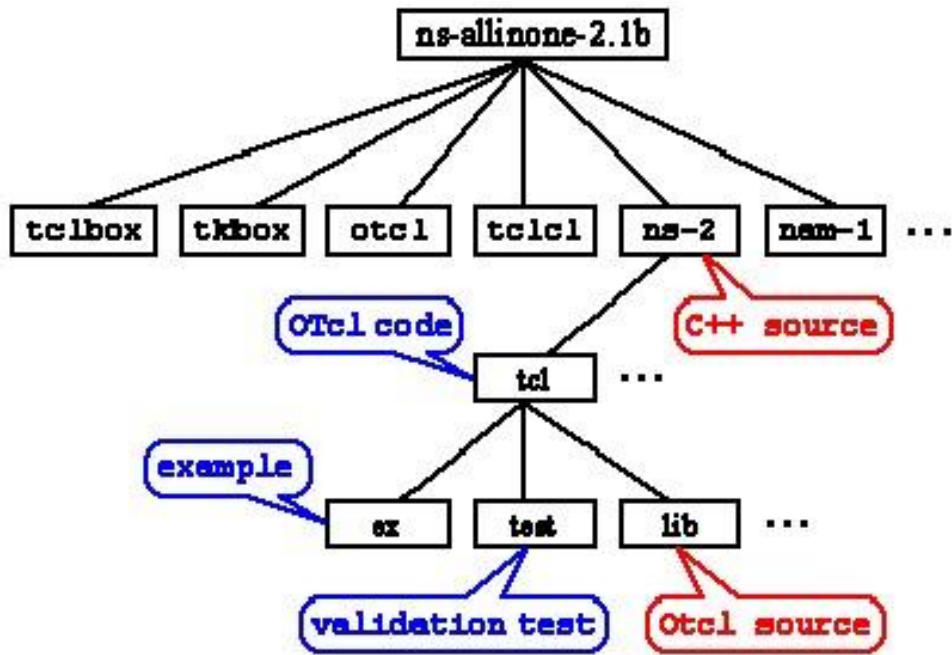 ns-allinone-2.1b
tclbox tkbox otcl tclcl ns-2 nam-1 ...
OTcl code C++ source
tcl ...
example
ex test lib ...
validation test Otcl source